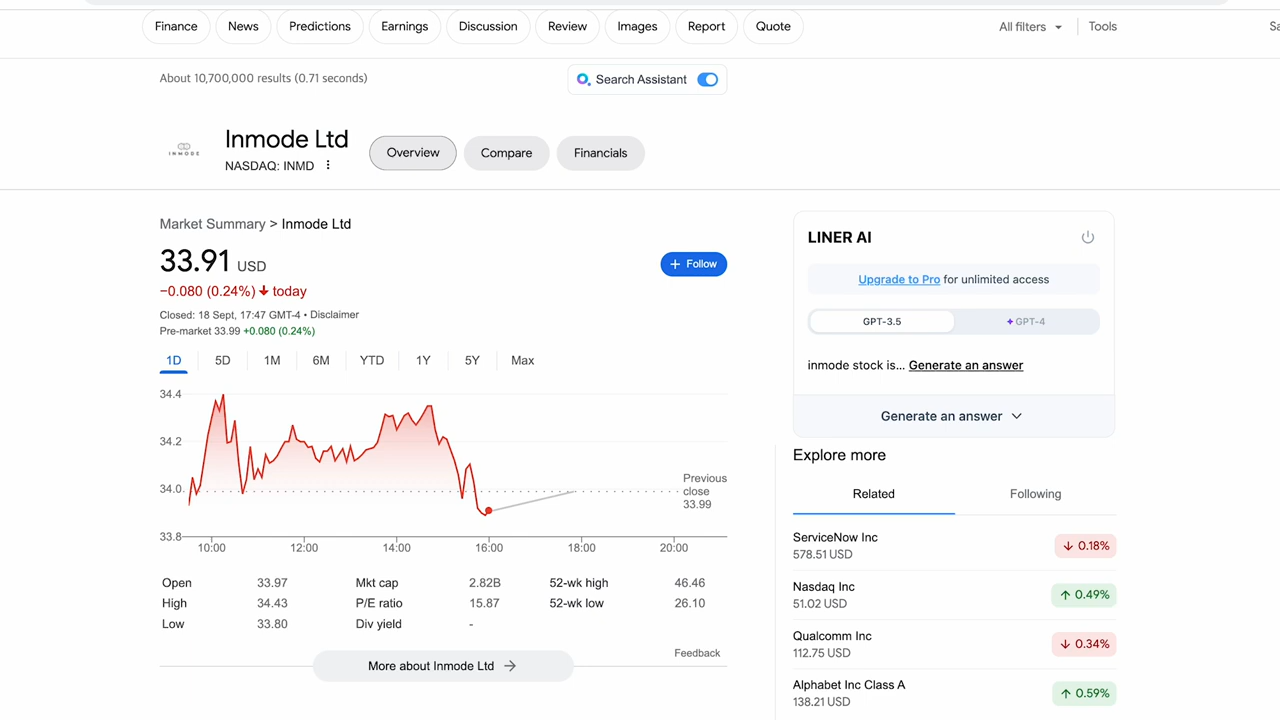 Finance News Predictions Earnings Discussion Review Images Report Quote All filters Tools
About 10,700,000 results (0.71 seconds)
Search Assistant
INMODE
Inmode Ltd
NASDAQ: INMD
Overview Compare Financials
Market Summary > Inmode Ltd
33.91 USD
−0.080 (0.24%) ↓ today
Closed: 18 Sept, 17:47 GMT-4 • Disclaimer
Pre-market 33.99 +0.080 (0.24%)
+ Follow
1D 5D 1M 6M YTD 1Y 5Y Max
34.4
34.2
34.0
33.8
Previous
close
33.99
10:00 12:00 14:00 16:00 18:00 20:00
Open 33.97 Mkt cap 2.82B 52-wk high 46.46
High 34.43 P/E ratio 15.87 52-wk low 26.10
Low 33.80 Div yield -
Feedback
More about Inmode Ltd →
LINER AI
Upgrade to Pro for unlimited access
GPT-3.5 GPT-4
inmode stock is... Generate an answer
Generate an answer
Explore more
Related Following
ServiceNow Inc
578.51 USD
↓ 0.18%
Nasdaq Inc
51.02 USD
↑ 0.49%
Qualcomm Inc
112.75 USD
↓ 0.34%
Alphabet Inc Class A
138.21 USD
↑ 0.59%